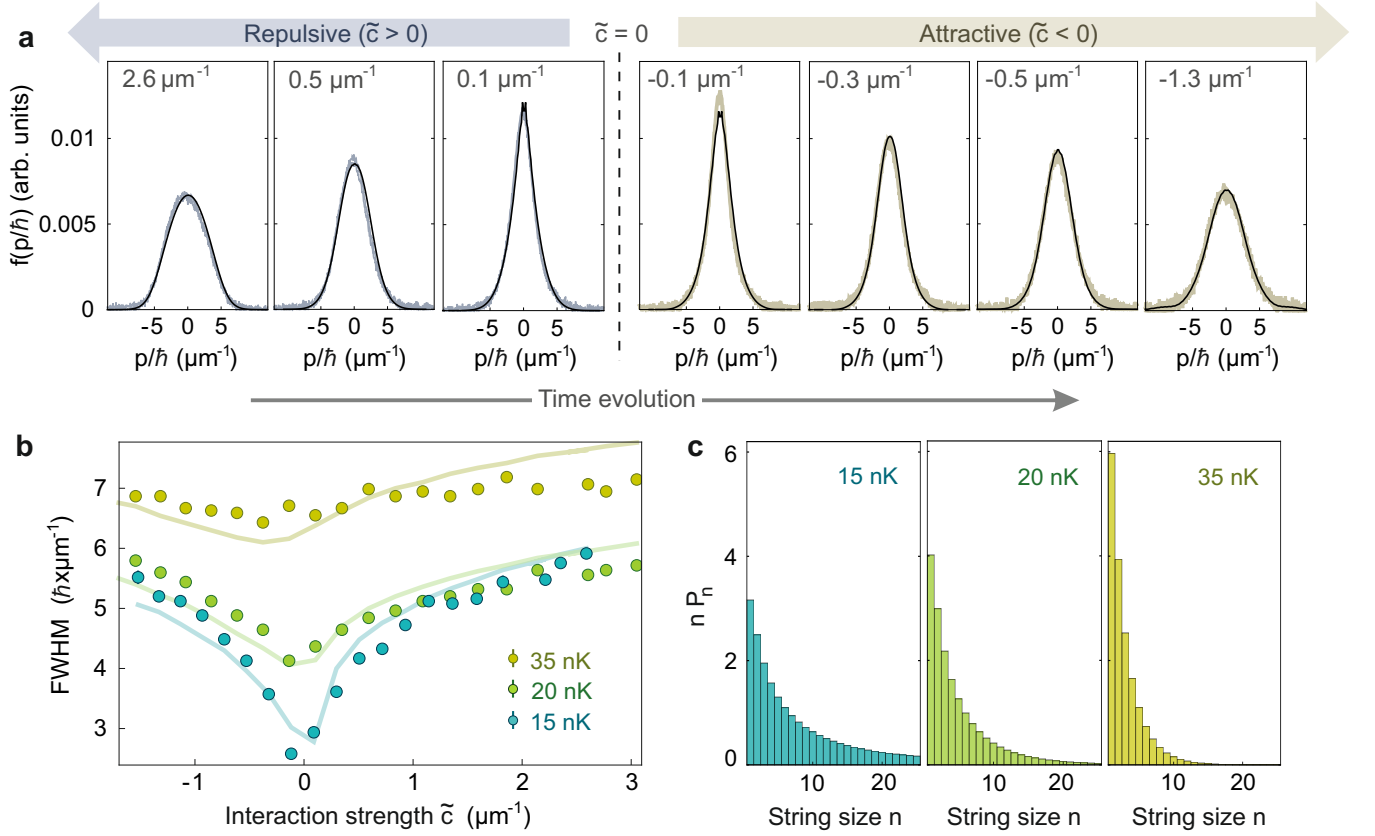 a
Repulsive (c̃ > 0)
c̃ = 0
Attractive (c̃ < 0)
f(p/ħ) (arb. units)
0.01
0.005
0
2.6 µm⁻¹
0.5 µm⁻¹
0.1 µm⁻¹
-0.1 µm⁻¹
-0.3 µm⁻¹
-0.5 µm⁻¹
-1.3 µm⁻¹
-5 0 5
-5 0 5
-5 0 5
-5 0 5
-5 0 5
-5 0 5
-5 0 5
p/ħ (µm⁻¹)
p/ħ (µm⁻¹)
p/ħ (µm⁻¹)
p/ħ (µm⁻¹)
p/ħ (µm⁻¹)
p/ħ (µm⁻¹)
p/ħ (µm⁻¹)
Time evolution
b
FWHM (ħxµm⁻¹)
7
6
5
4
3
35 nK
20 nK
15 nK
-1 0 1 2 3
Interaction strength c̃ (µm⁻¹)
c
n Pₙ
6
4
2
0
15 nK
20 nK
35 nK
10 20
10 20
10 20
String size n
String size n
String size n